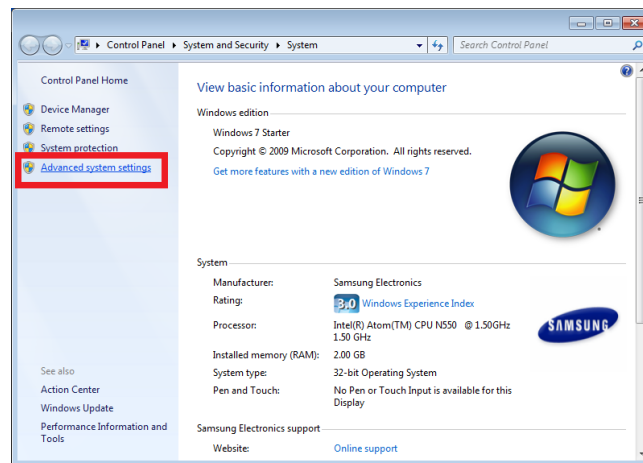 Control Panel ▸ System and Security ▸ System
Search Control Panel
Control Panel Home
Device Manager
Remote settings
System protection
Advanced system settings
See also
Action Center
Windows Update
Performance Information and
Tools
View basic information about your computer
Windows edition
Windows 7 Starter
Copyright © 2009 Microsoft Corporation. All rights reserved.
Get more features with a new edition of Windows 7
System
Manufacturer: Samsung Electronics
Rating: 3.0 Windows Experience Index
Processor: Intel(R) Atom(TM) CPU N550 @ 1.50GHz
1.50 GHz
Installed memory (RAM): 2.00 GB
System type: 32-bit Operating System
Pen and Touch: No Pen or Touch Input is available for this
Display
SAMSUNG
Samsung Electronics support
Website: Online support